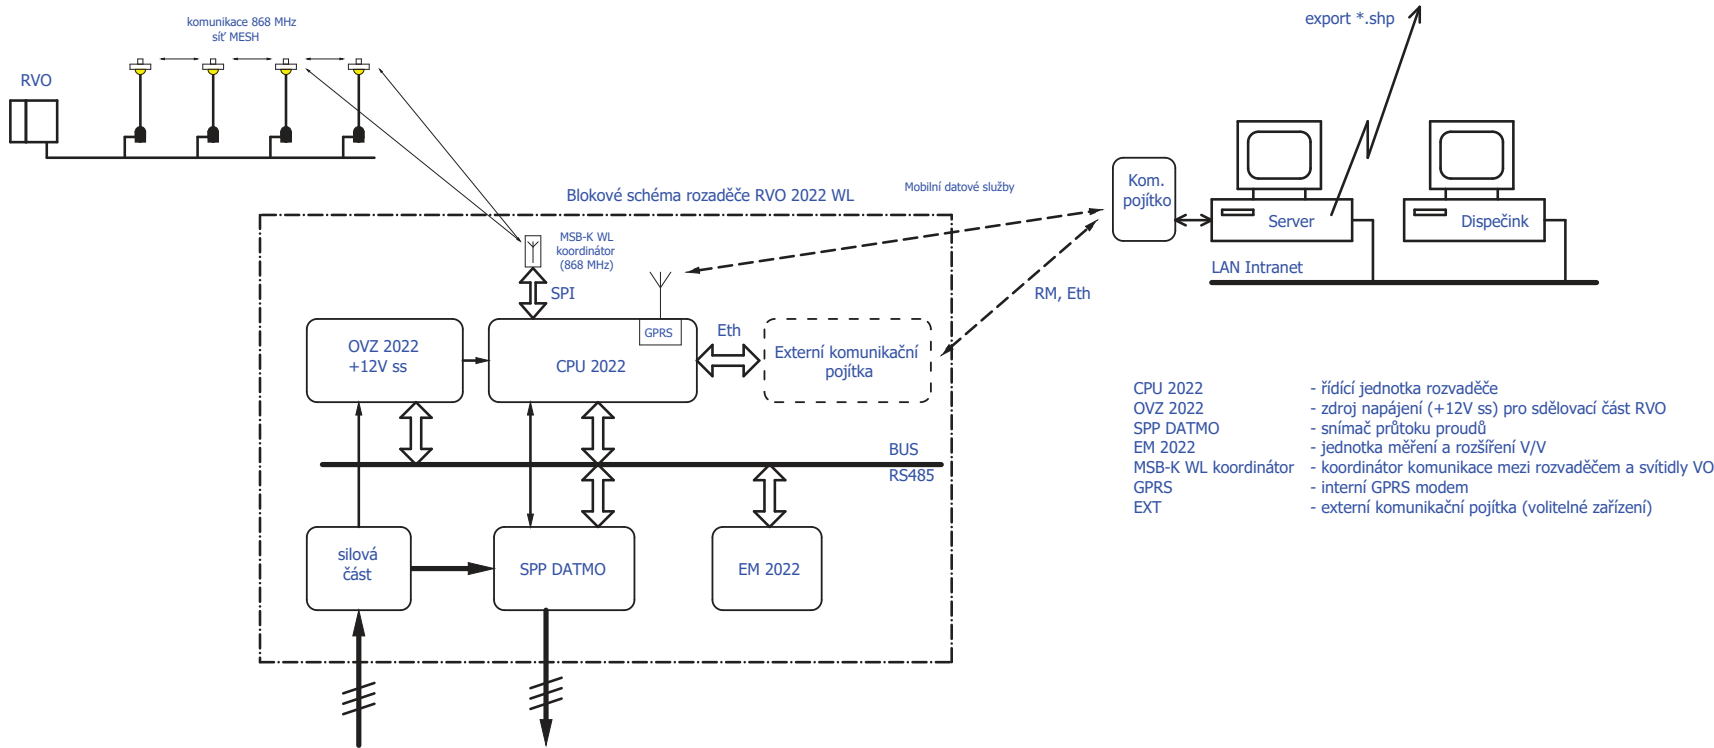 komunikace 868 MHz
síť MESH
RVO
export *.shp
Blokové schéma rozaděče RVO 2022 WL
Mobilní datové služby
Kom.
pojítko
Server
Dispečink
LAN Intranet
MSB-K WL
koordinátor
(868 MHz)
SPI
RM, Eth
OVZ 2022
+12V ss
CPU 2022
GPRS
Eth
Externí komunikační
pojítka
BUS
RS485
silová
část
SPP DATMO
EM 2022
CPU 2022 - řídící jednotka rozvaděče
OVZ 2022 - zdroj napájení (+12V ss) pro sdělovací část RVO
SPP DATMO - snímač průtoku proudů
EM 2022 - jednotka měření a rozšíření V/V
MSB-K WL koordinátor - koordinátor komunikace mezi rozvaděčem a svítidly VO
GPRS - interní GPRS modem
EXT - externí komunikační pojítka (volitelné zařízení)